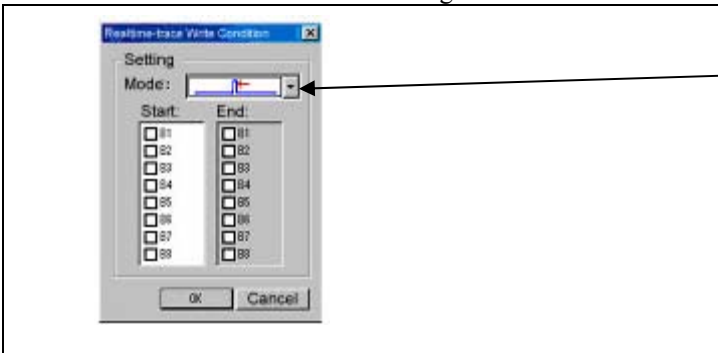 Realtime-trace Write Condition
Setting
Mode:
Start: End:
B1 B1
B2 B2
B3 B3
B4 B4
B5 B5
B6 B6
B7 B7
B8 B8
OK Cancel